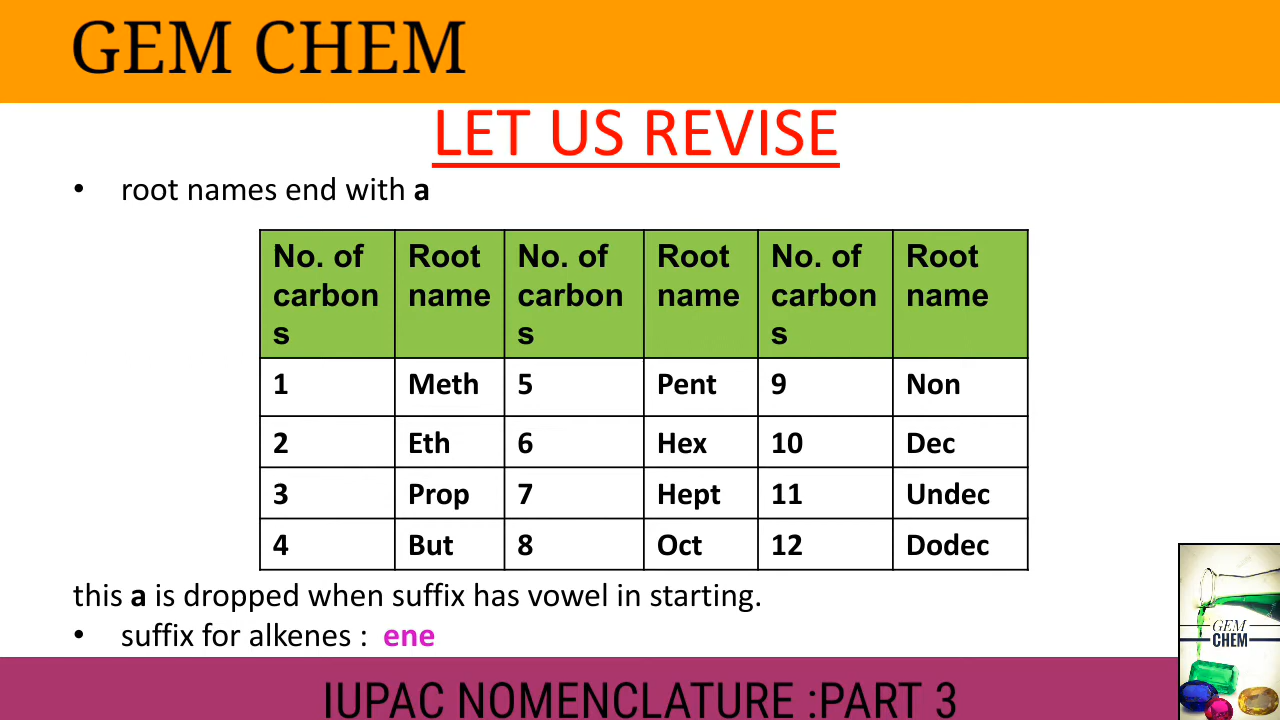 GEM CHEM
LET US REVISE
• root names end with a
No. of carbon s Root name No. of carbon s Root name No. of carbon s Root name
1 Meth 5 Pent 9 Non
2 Eth 6 Hex 10 Dec
3 Prop 7 Hept 11 Undec
4 But 8 Oct 12 Dodec
this a is dropped when suffix has vowel in starting.
• suffix for alkenes : ene
GEM
CHEM
IUPAC NOMENCLATURE :PART 3